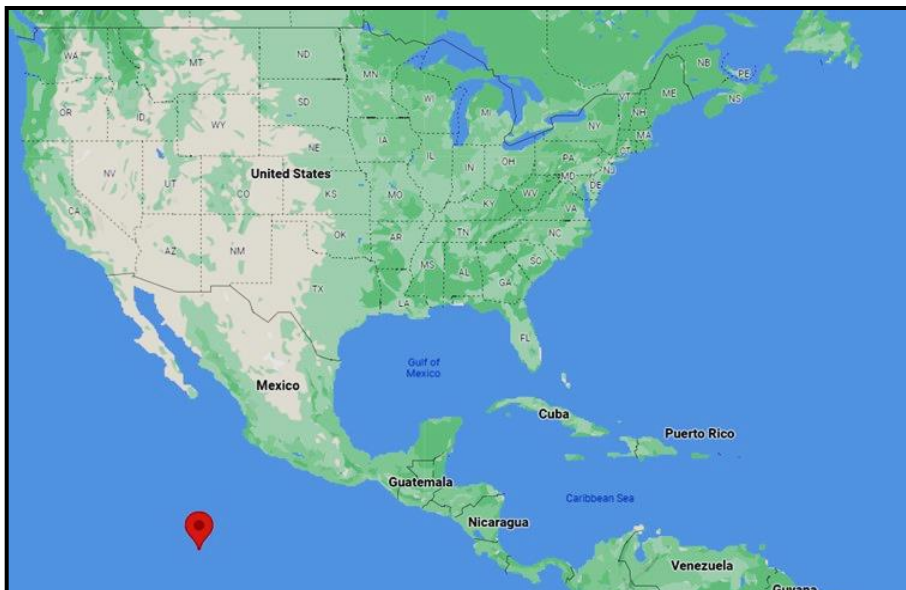 WA
MT
ND
MN
NB
PE
OR
ID
SD
WI
MI
VT
ME
NS
WY
NH
NY
MA
IA
NE
CT
NV
UT
CO
United States
KS
MO
IL
IN
OH
PA
NJ
MD
DE
WV
VA
KY
CA
AZ
NM
OK
AR
TN
NC
MS
AL
GA
SC
TX
LA
FL
Gulf of
Mexico
Mexico
Cuba
Puerto Rico
Guatemala
Caribbean Sea
Nicaragua
Venezuela
Guyana